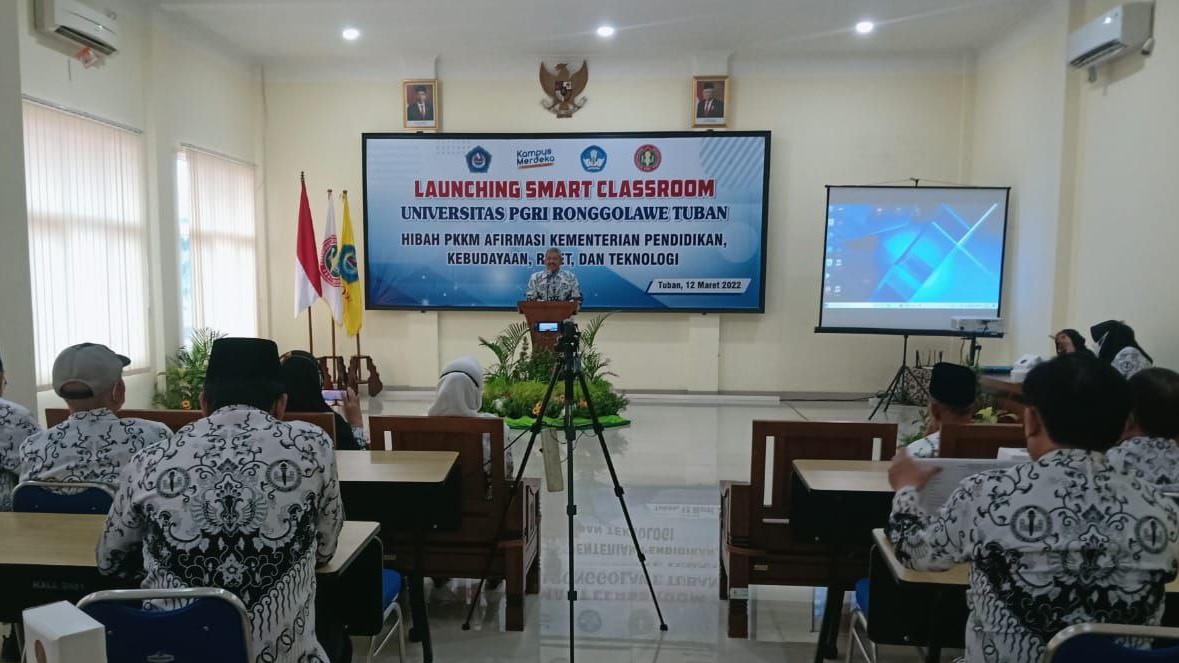 Kampus
Merdeka
LAUNCHING SMART CLASSROOM
UNIVERSITAS PGRI RONGGOLAWE TUBAN
HIBAH PKKM AFIRMASI KEMENTERIAN PENDIDIKAN,
KEBUDAYAAN, DAN TEKNOLOGI
Tuban, 12 Maret 2022